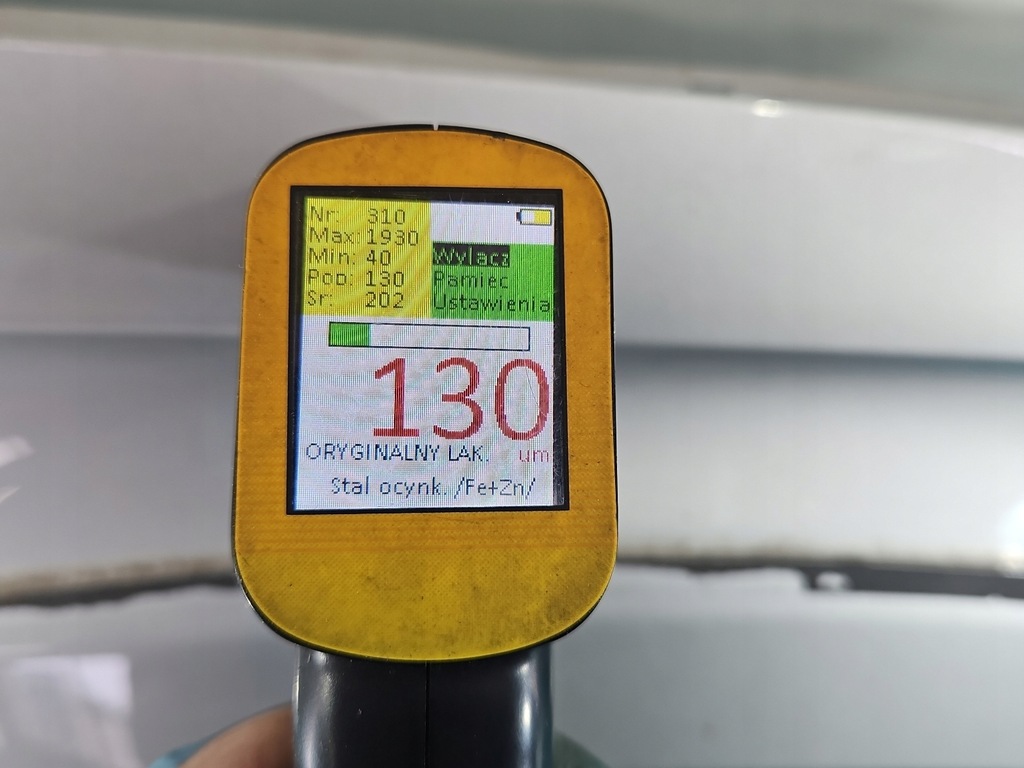 Nr: 310
Max: 1930
Min: 40
Pop: 130
Sr: 202
Wylacz
Pamiec
Ustawienia
130
ORYGINALNY LAK. um
Stal ocynk. /Fe+Zn/